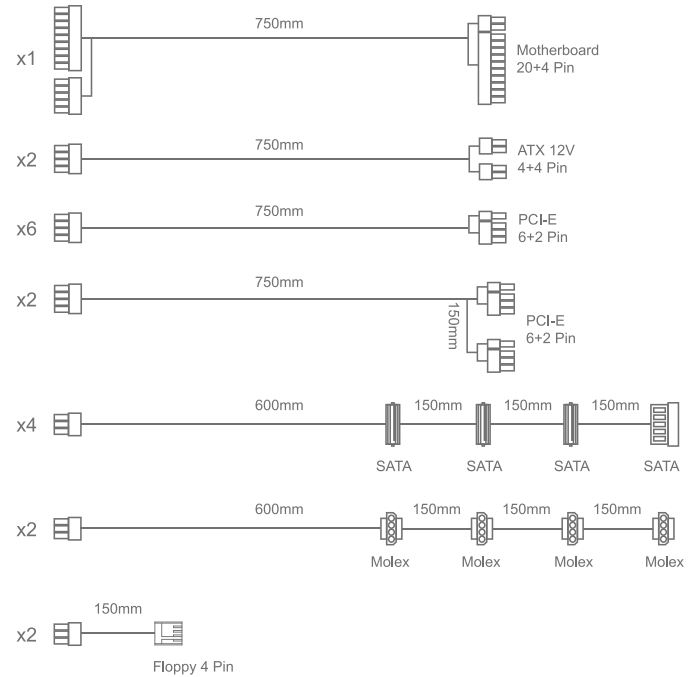 750mm
x1
Motherboard
20+4 Pin
750mm
x2
ATX 12V
4+4 Pin
750mm
x6
PCI-E
6+2 Pin
750mm
x2
150mm
PCI-E
6+2 Pin
600mm 150mm 150mm 150mm
x4
SATA SATA SATA SATA
600mm 150mm 150mm 150mm
x2
Molex Molex Molex Molex
150mm
x2
Floppy 4 Pin